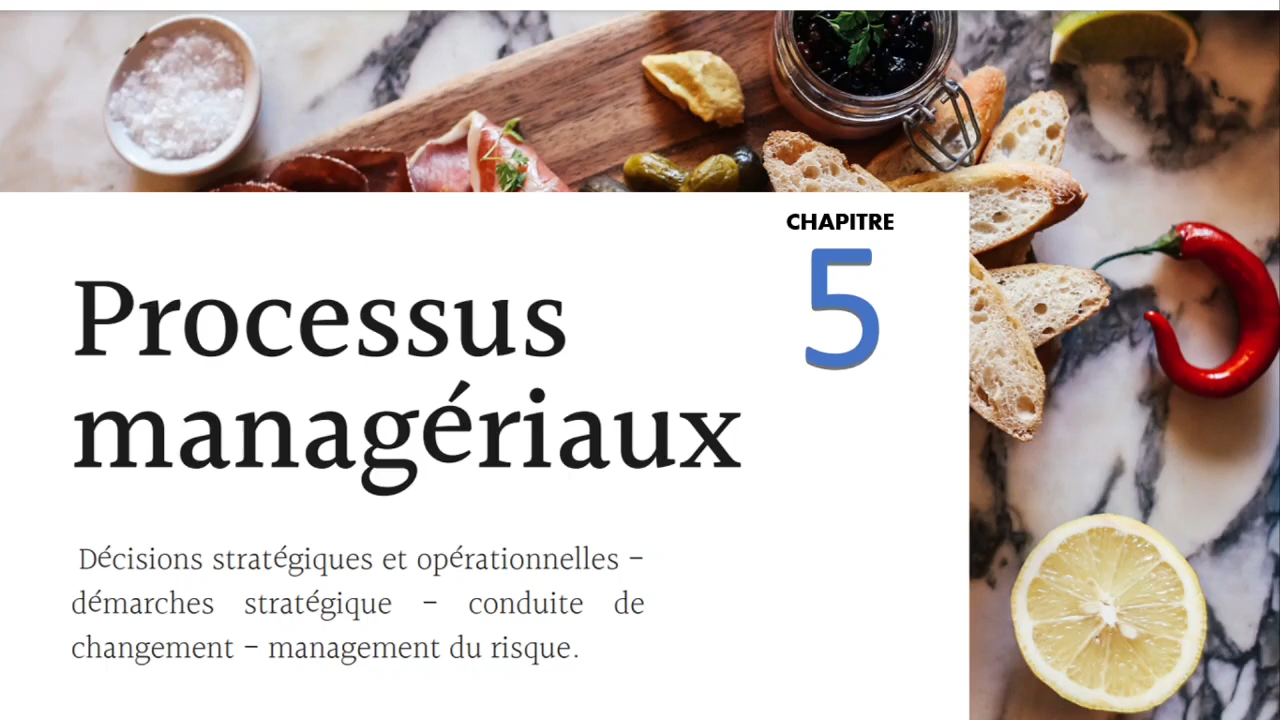 CHAPITRE
5
Processus
managériaux
Décisions stratégiques et opérationnelles –
démarches stratégique – conduite de
changement – management du risque.